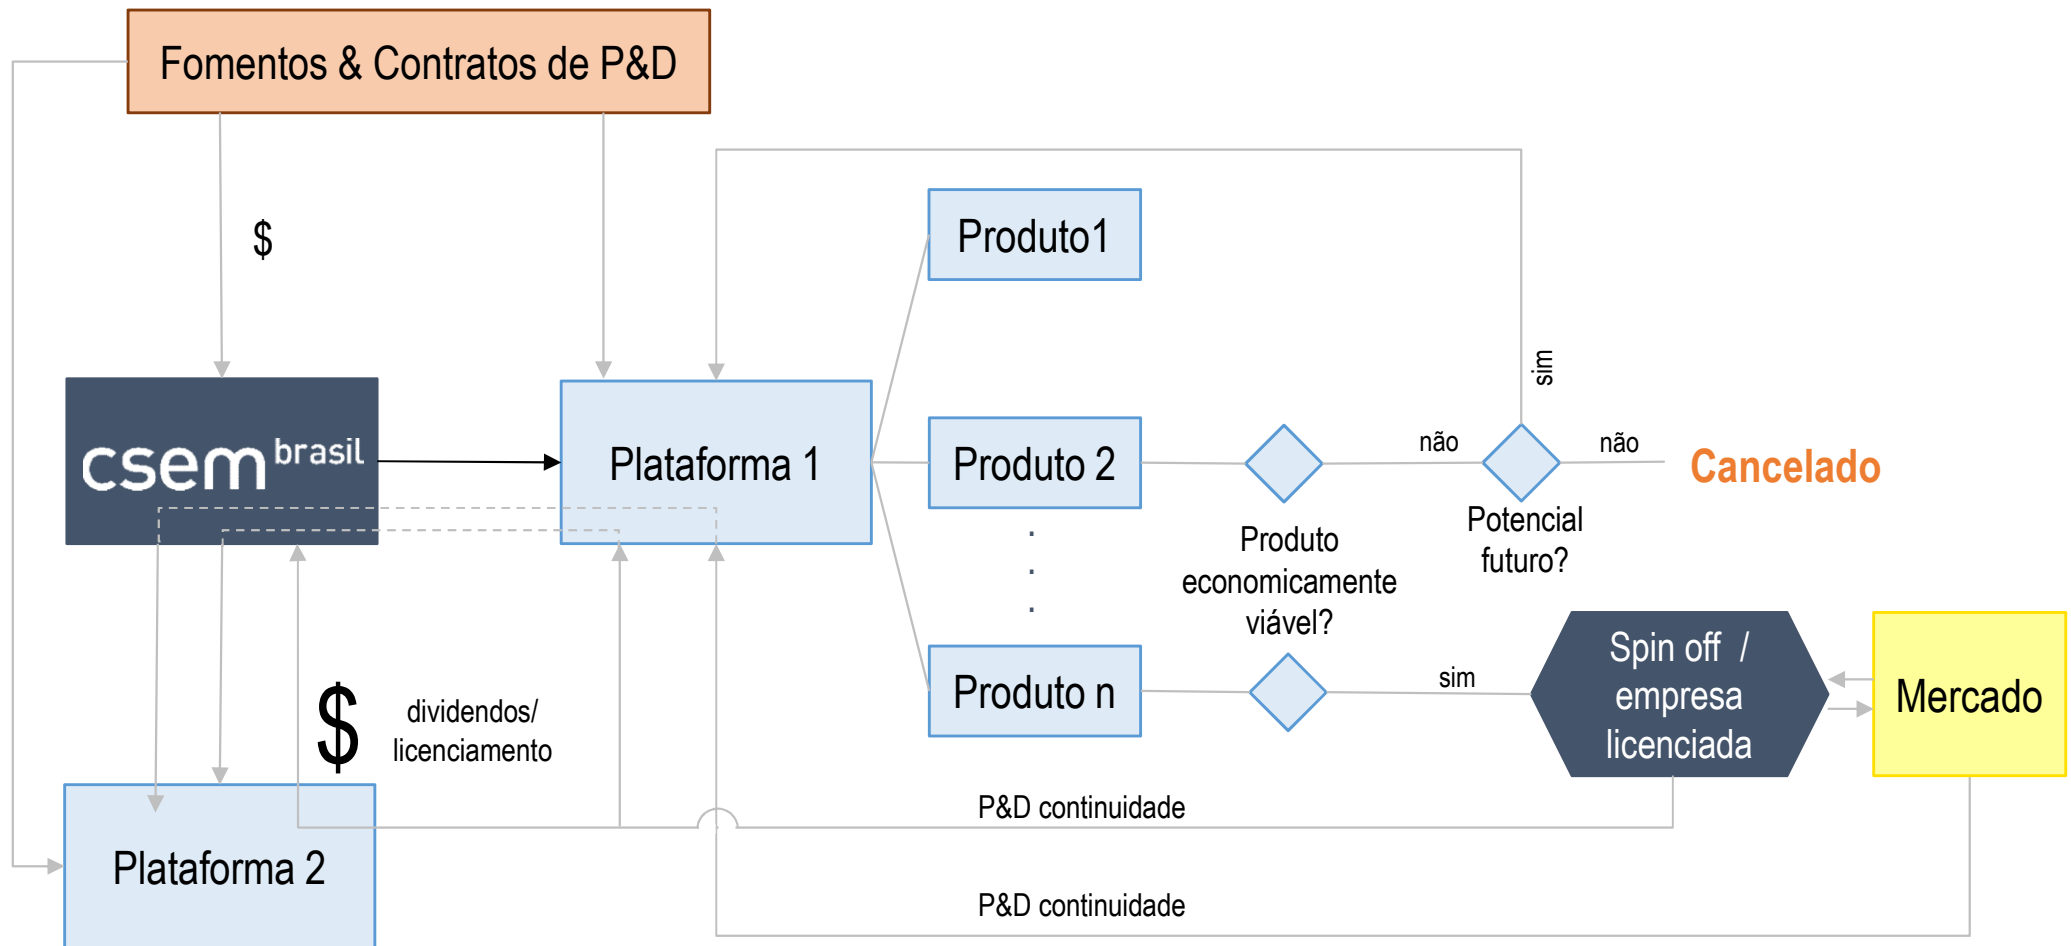 Fomentos & Contratos de P&D
$
Produto1
sim
csem brasil
Plataforma 1
Produto 2
não
não
Cancelado
Potencial
futuro?
.
.
.
Produto
economicamente
viável?
Produto n
sim
Spin off /
empresa
licenciada
Mercado
$
dividendos/
licenciamento
P&D continuidade
Plataforma 2
P&D continuidade